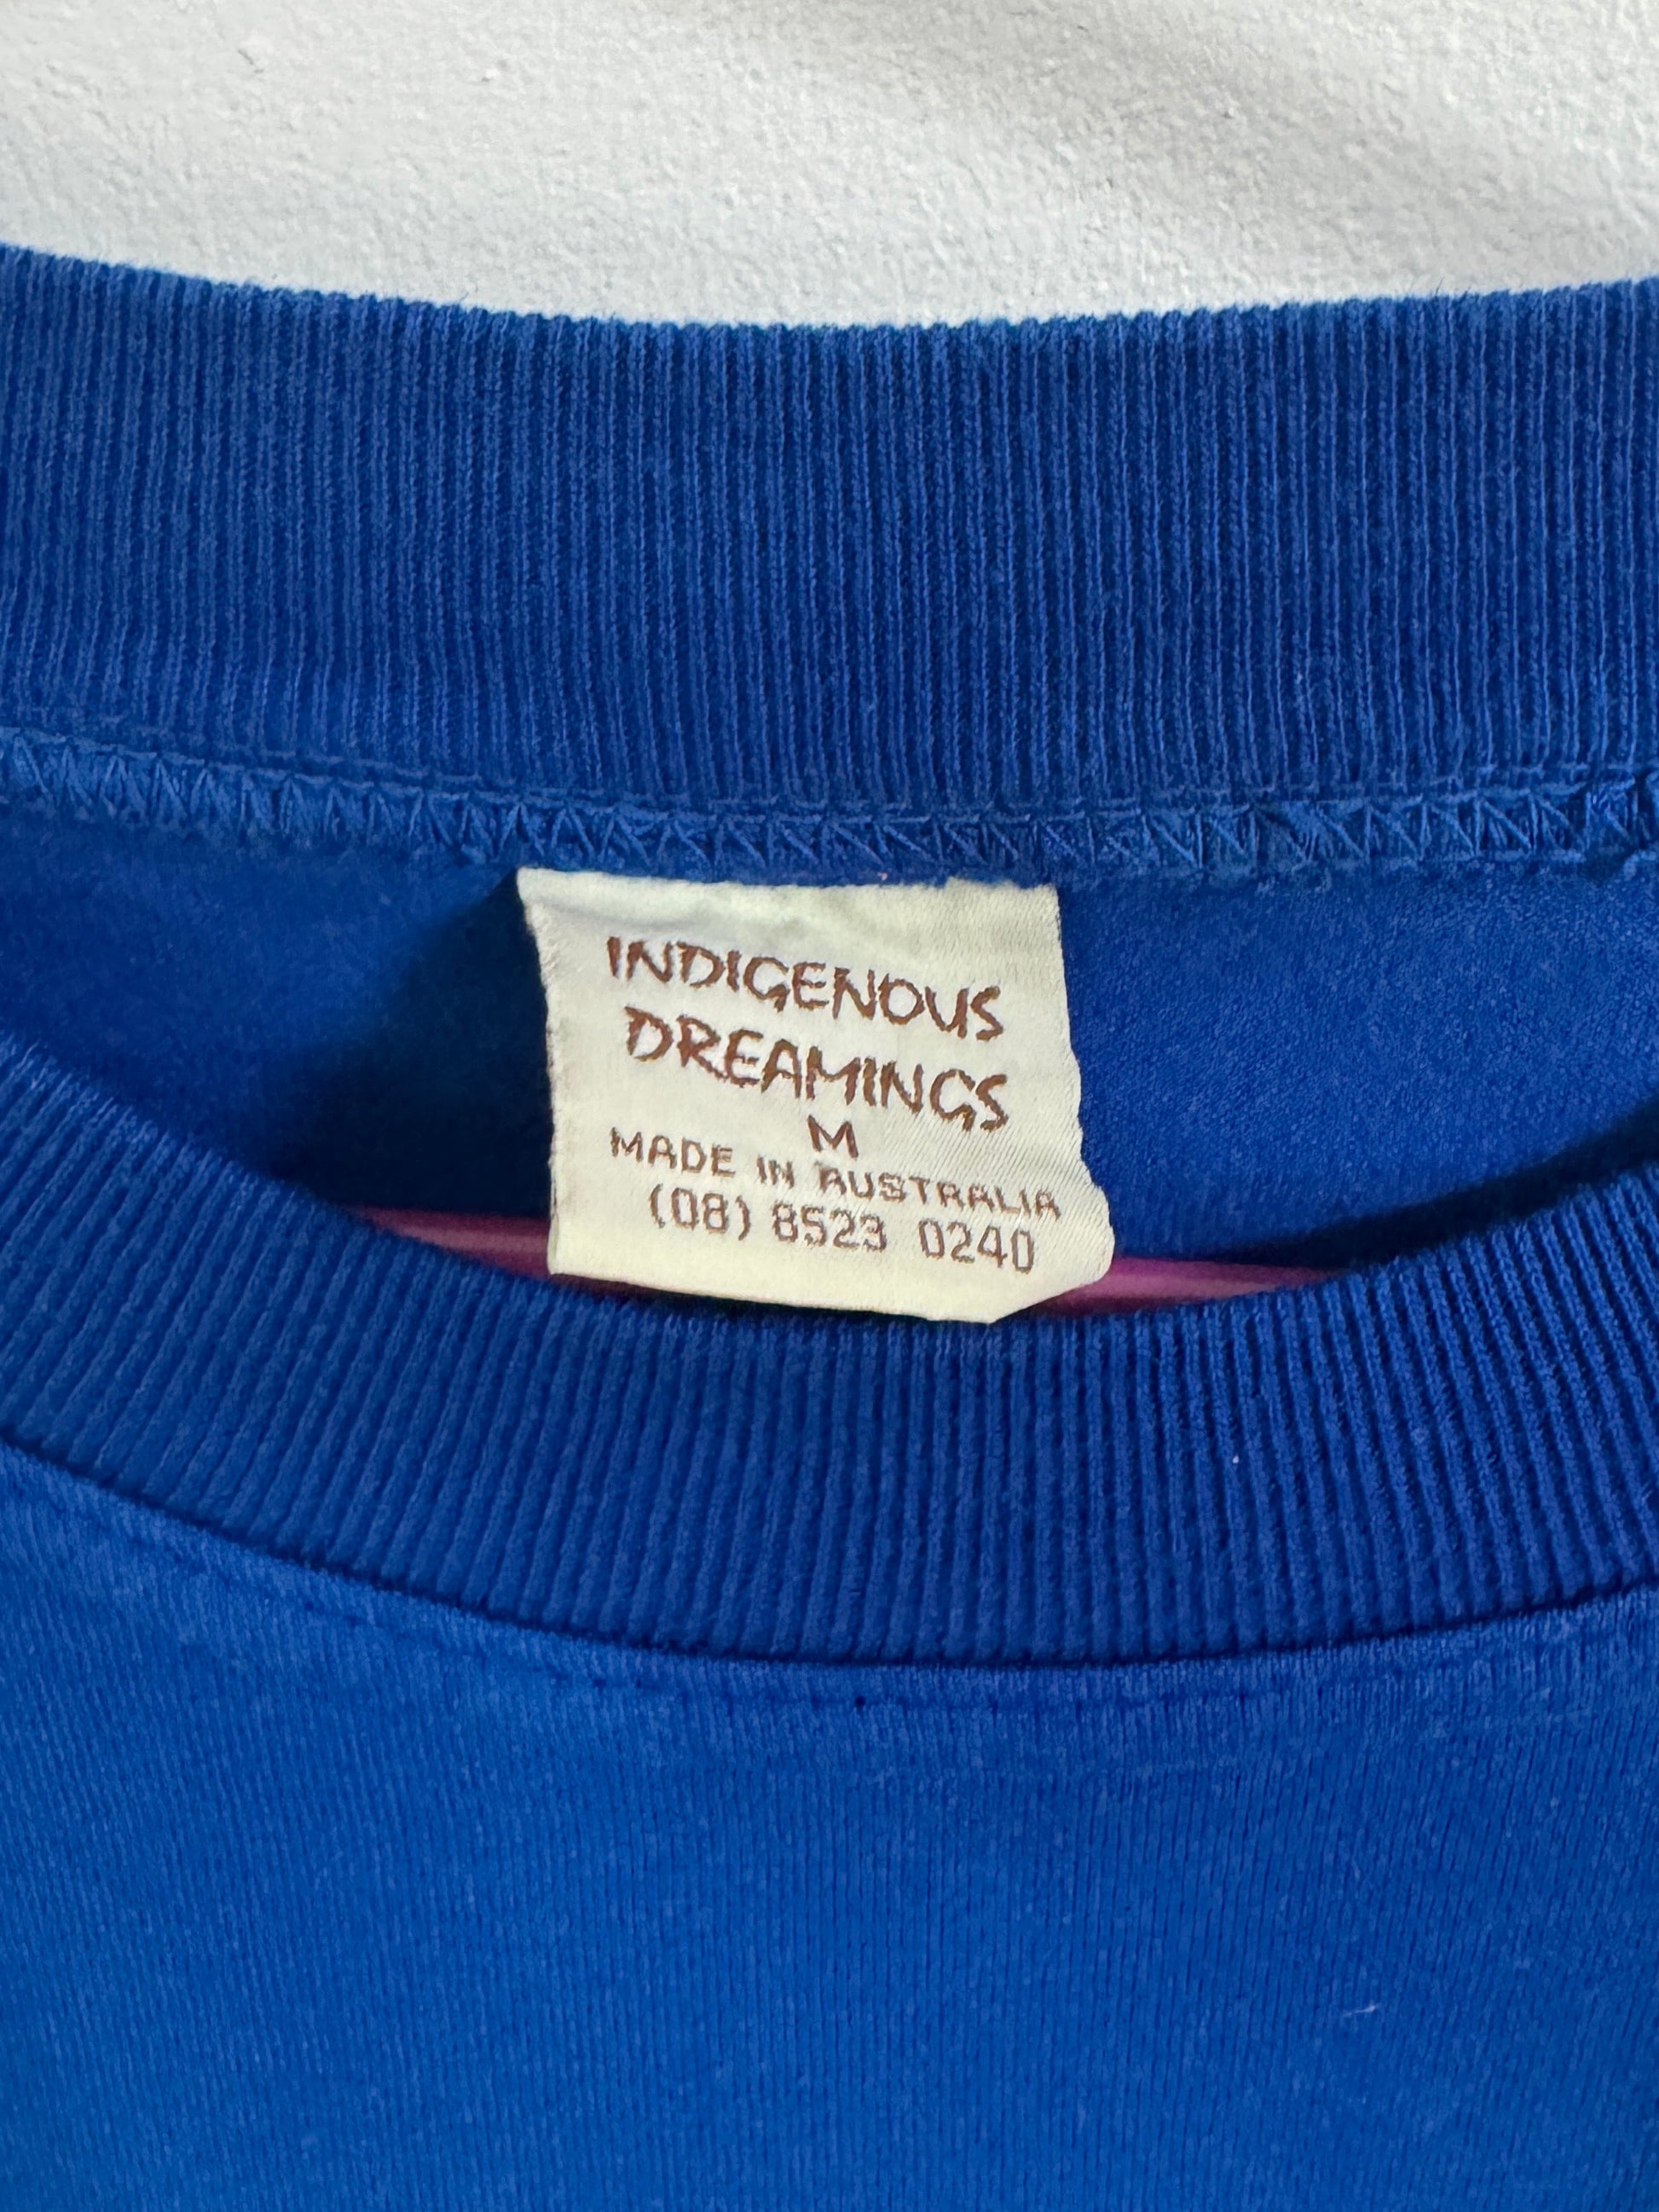 INDIGENOUS
DREAMINGS
M
MADE IN AUSTRALIA
(08) 8523 0240